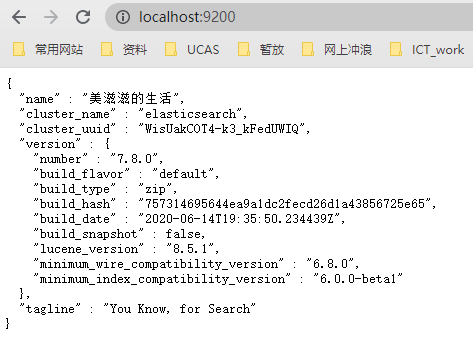 localhost:9200
常用网站 资料 UCAS 暂放 网上冲浪 ICT_work
{
  "name" : "美滋滋的生活",
  "cluster_name" : "elasticsearch",
  "cluster_uuid" : "WisUakCOT4-k3_kFedUWIQ",
  "version" : {
    "number" : "7.8.0",
    "build_flavor" : "default",
    "build_type" : "zip",
    "build_hash" : "757314695644ea9a1dc2fecd26d1a43856725e65",
    "build_date" : "2020-06-14T19:35:50.234439Z",
    "build_snapshot" : false,
    "lucene_version" : "8.5.1",
    "minimum_wire_compatibility_version" : "6.8.0",
    "minimum_index_compatibility_version" : "6.0.0-beta1"
  },
  "tagline" : "You Know, for Search"
}